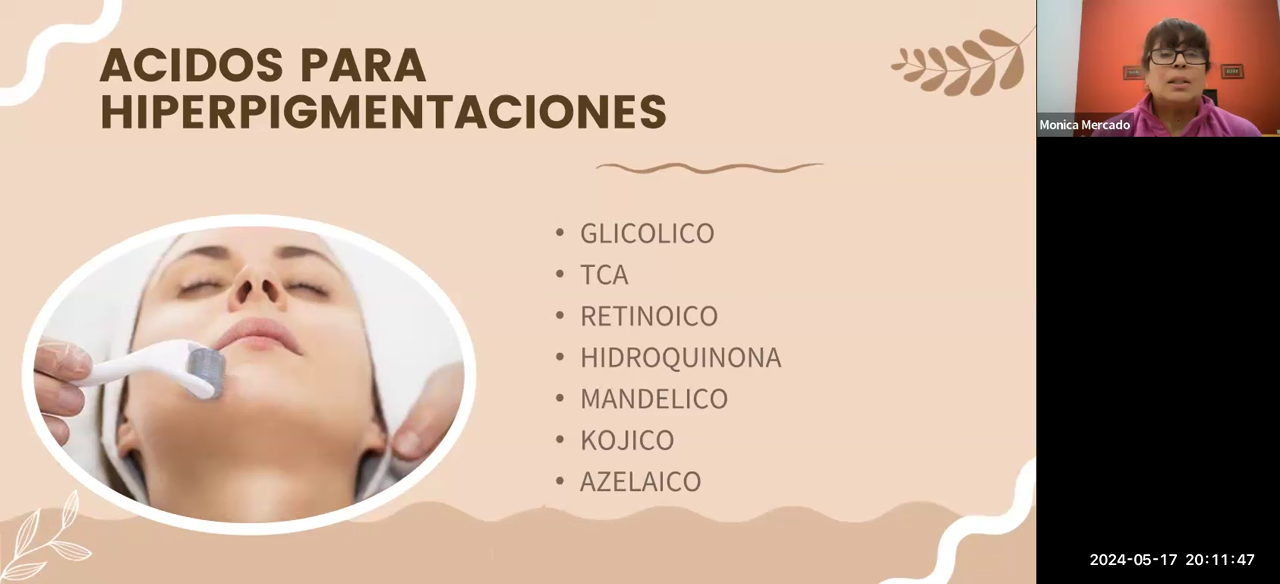 ACIDOS PARA
HIPERPIGMENTACIONES
• GLICOLICO
• TCA
• RETINOICO
• HIDROQUINONA
• MANDELICO
• KOJICO
• AZELAICO
Monica Mercado
2024-05-17 20:11:47